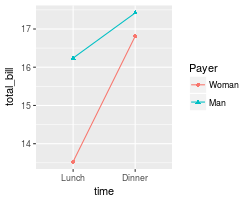 17
16
15
14
total_bill
Lunch
Dinner
time
Payer
Woman
Man